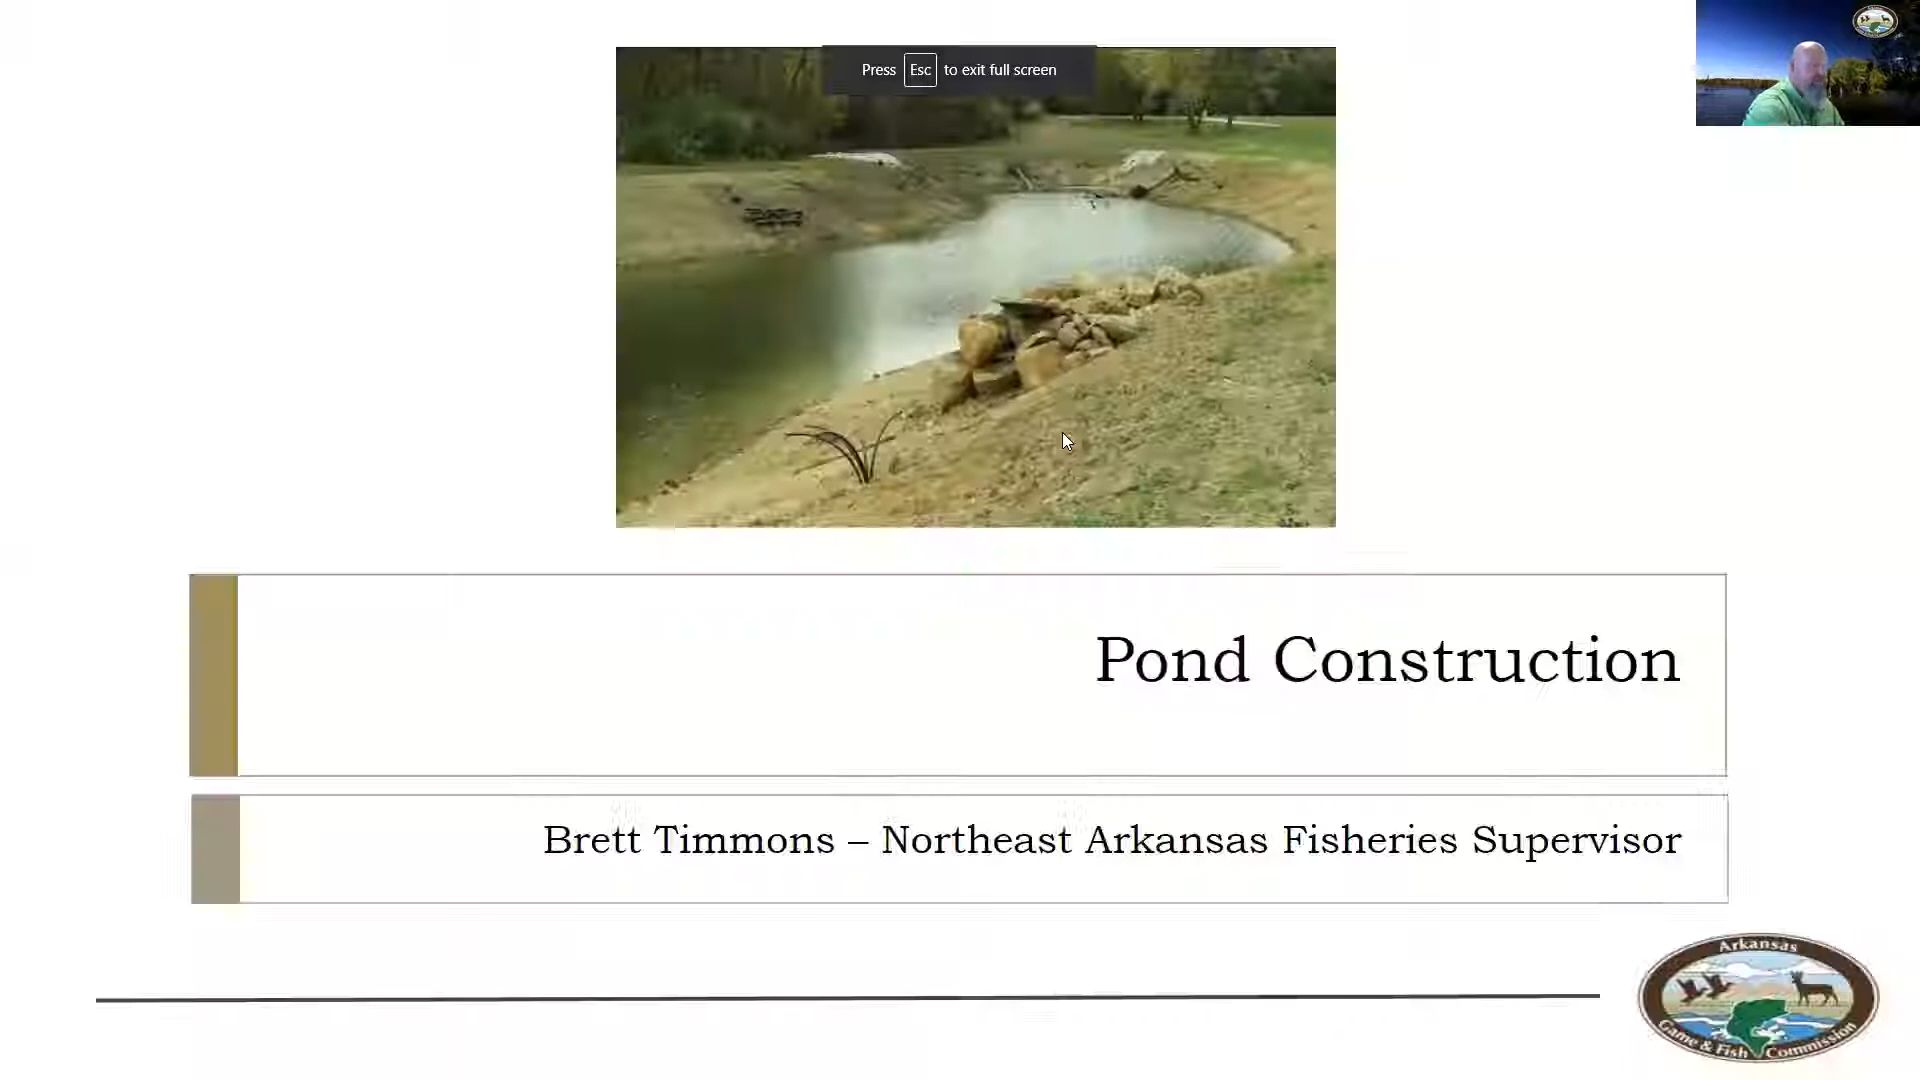 Press Esc to exit full screen
Pond Construction
Brett Timmons – Northeast Arkansas Fisheries Supervisor
Arkansas
Game & Fish Commission